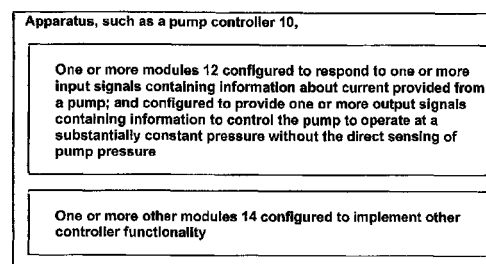 Apparatus, such as a pump controller 10,
One or more modules 12 configured to respond to one or more
input signals containing information about current provided from
a pump; and configured to provide one or more output signals
containing information to control the pump to operate at a
substantially constant pressure without the direct sensing of
pump pressure
One or more other modules 14 configured to implement other
controller functionality